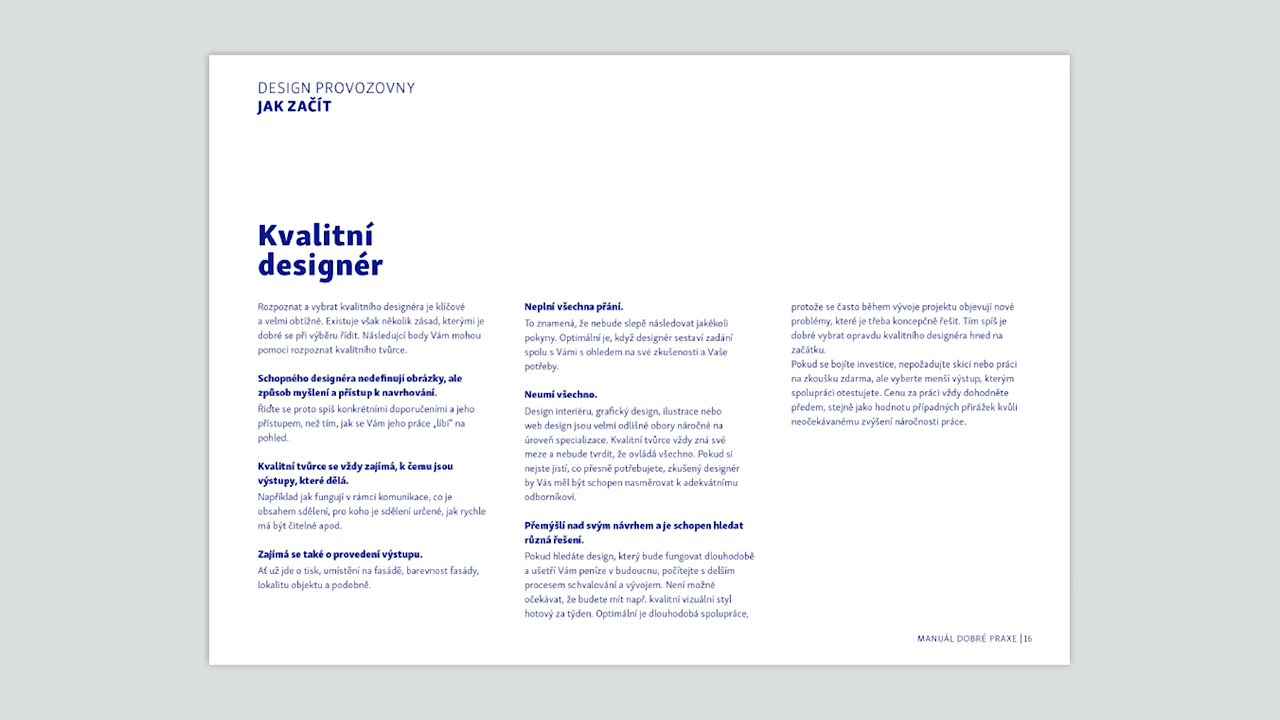 DESIGN PROVOZOVNY
JAK ZAČÍT
Kvalitní
designér
Rozpoznat a vybrat kvalitního designéra je klíčové
a velmi obtížné. Existuje však několik zásad, kterými je
dobré se při výběru řídit. Následující body Vám mohou
pomoci rozpoznat kvalitního tvůrce.
Schopného designéra nedefinují obrázky, ale
způsob myšlení a přístup k navrhování.
Řiďte se proto spíš konkrétními doporučeními a jeho
přístupem, než tím, jak se Vám jeho práce „líbí“ na
pohled.
Kvalitní tvůrce se vždy zajímá, k čemu jsou
výstupy, které dělá.
Například jak fungují v rámci komunikace, co je
obsahem sdělení, pro koho je sdělení určené, jak rychle
má být čitelné apod.
Zajímá se také o provedení výstupu.
Ať už jde o tisk, umístění na fasádě, barevnost fasády,
lokalitu objektu a podobně.
Neplní všechna přání.
To znamená, že nebude slepě následovat jakékoli
pokyny. Optimální je, když designér sestaví zadání
spolu s Vámi s ohledem na své zkušenosti a Vaše
potřeby.
Neumí všechno.
Design interiéru, grafický design, ilustrace nebo
web design jsou velmi odlišné obory náročné na
úroveň specializace. Kvalitní tvůrce vždy zná své
meze a nebude tvrdit, že ovládá všechno. Pokud si
nejste jistí, co přesně potřebujete, zkušený designér
by Vás měl být schopen nasměrovat k adekvátnímu
odborníkovi.
Přemýšlí nad svým návrhem a je schopen hledat
různá řešení.
Pokud hledáte design, který bude fungovat dlouhodobě
a ušetří Vám peníze v budoucnu, počítejte s delším
procesem schvalování a vývojem. Není možné
očekávat, že budete mít např. kvalitní vizuální styl
hotový za týden. Optimální je dlouhodobá spolupráce,
protože se často během vývoje projektu objevují nové
problémy, které je třeba koncepčně řešit. Tím spíš je
dobré vybrat opravdu kvalitního designéra hned na
začátku.
Pokud se bojíte investice, nepožadujte skici nebo práci
na zkoušku zdarma, ale vyberte menší výstup, kterým
spolupráci otestujete. Cenu za práci vždy dohodněte
předem, stejně jako hodnotu případných přirážek kvůli
neočekávanému zvýšení náročnosti práce.
MANUÁL DOBRÉ PRAXE | 16